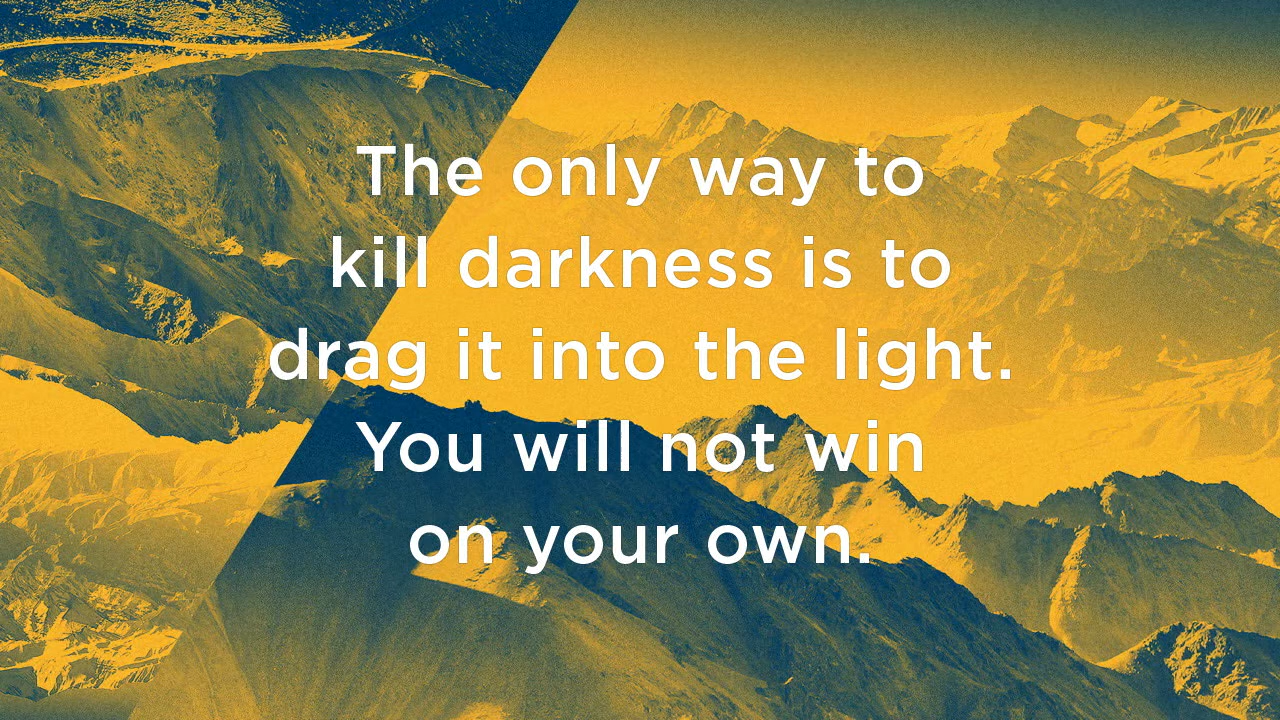 The only way to
kill darkness is to
drag it into the light.
You will not win
on your own.